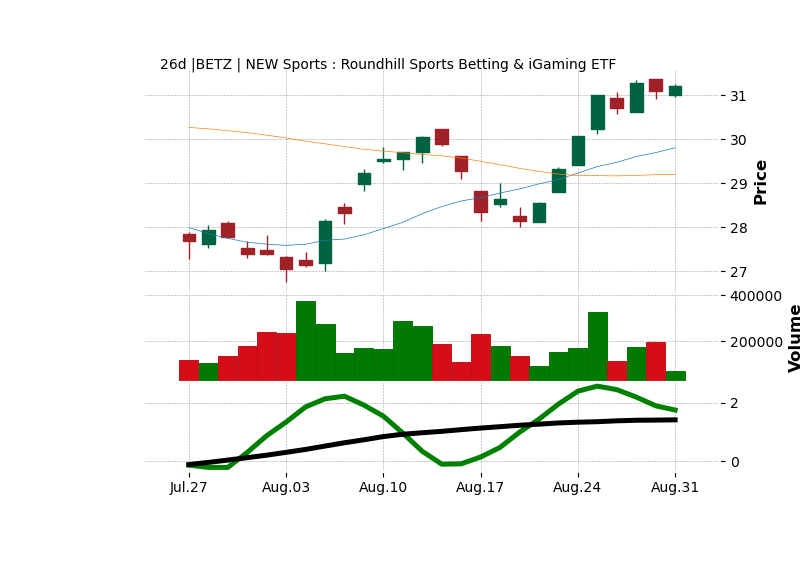 26d |BETZ | NEW Sports : Roundhill Sports Betting & iGaming ETF
31
30
29
28
27
Price
400000
200000
Volume
2
0
Jul.27 Aug.03 Aug.10 Aug.17 Aug.24 Aug.31